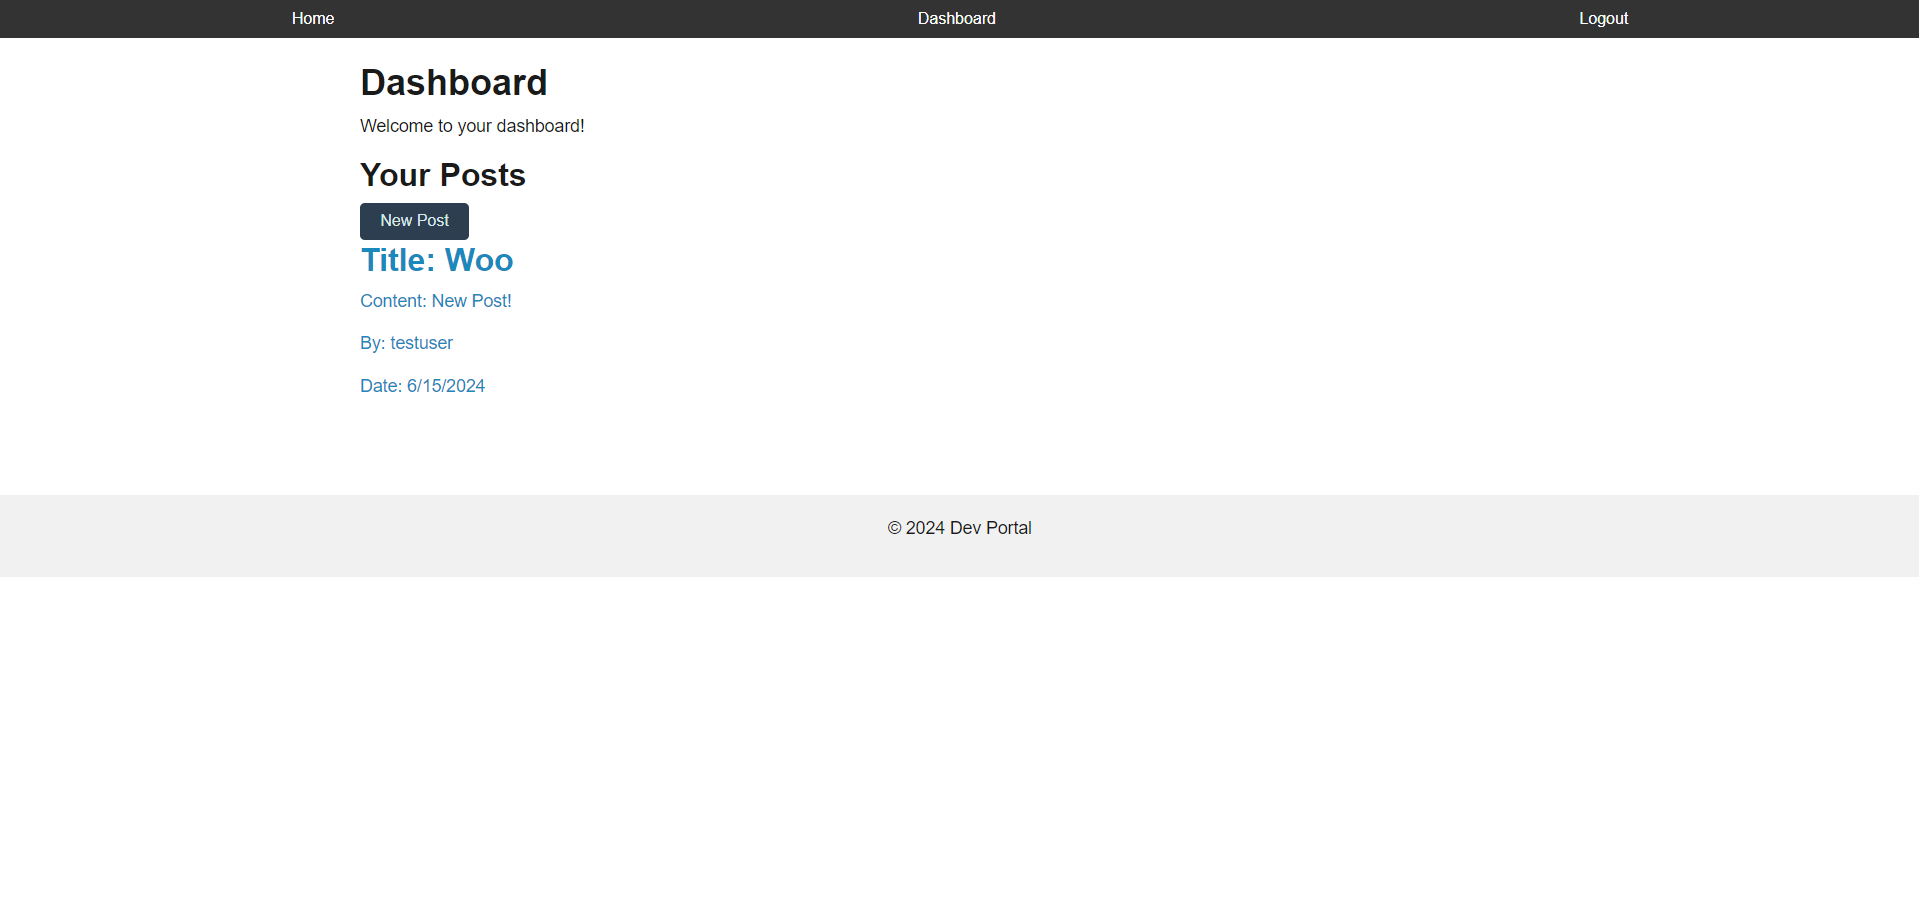 Home Dashboard Logout
Dashboard
Welcome to your dashboard!
Your Posts
New Post
Title: Woo
Content: New Post!
By: testuser
Date: 6/15/2024
© 2024 Dev Portal